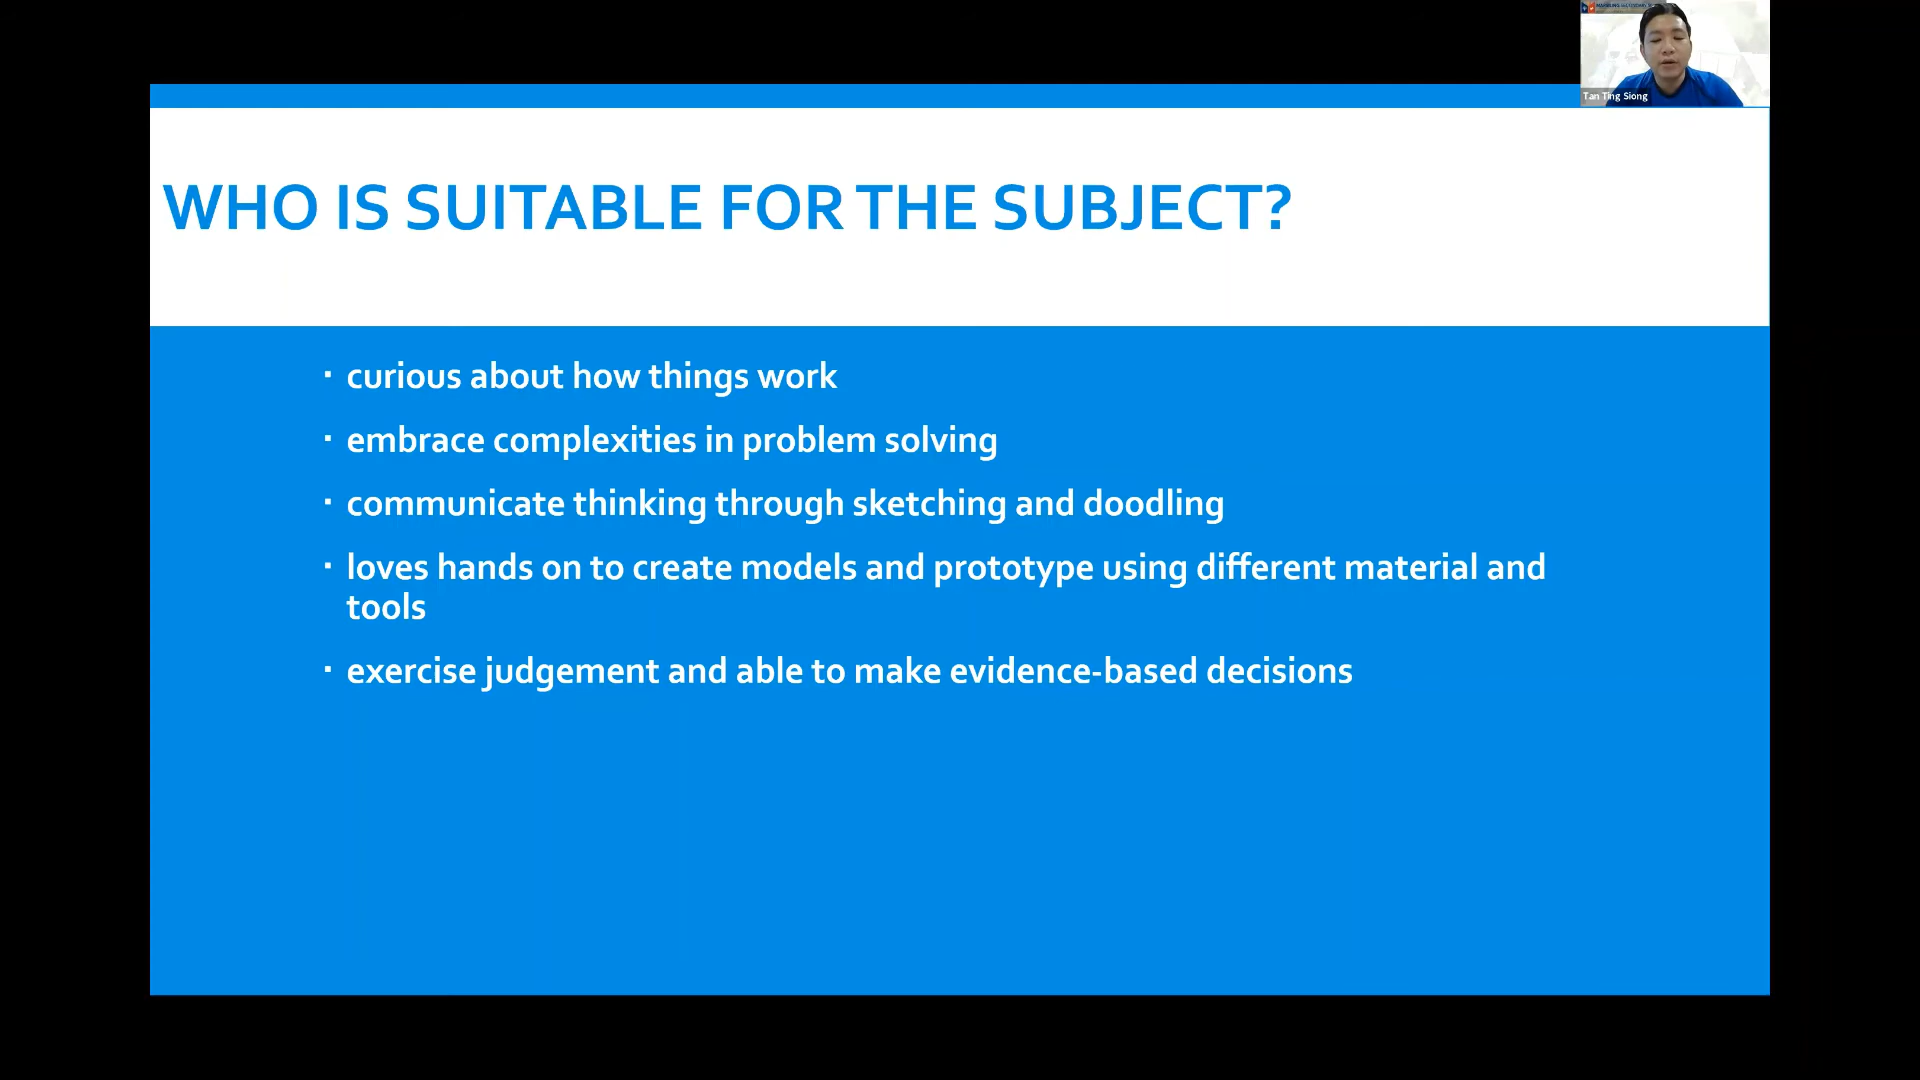 Tan Ting Siong
WHO IS SUITABLE FOR THE SUBJECT?
▪ curious about how things work
▪ embrace complexities in problem solving
▪ communicate thinking through sketching and doodling
▪ loves hands on to create models and prototype using different material and
tools
▪ exercise judgement and able to make evidence-based decisions